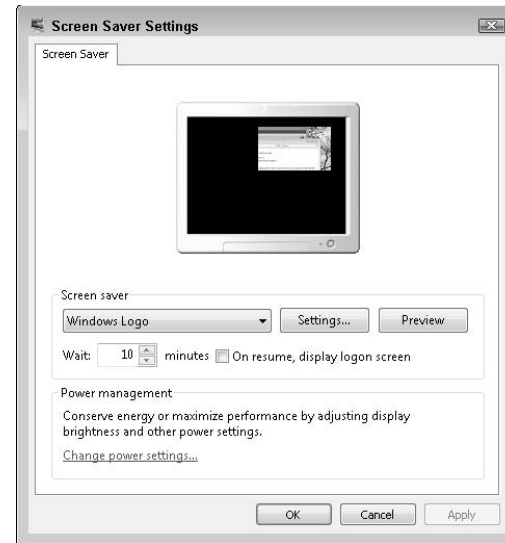 Screen Saver Settings
Screen Saver
Screen saver
Windows Logo
Settings...
Preview
Wait: 10 minutes On resume, display logon screen
Power management
Conserve energy or maximize performance by adjusting display
brightness and other power settings.
Change power settings...
OK
Cancel
Apply